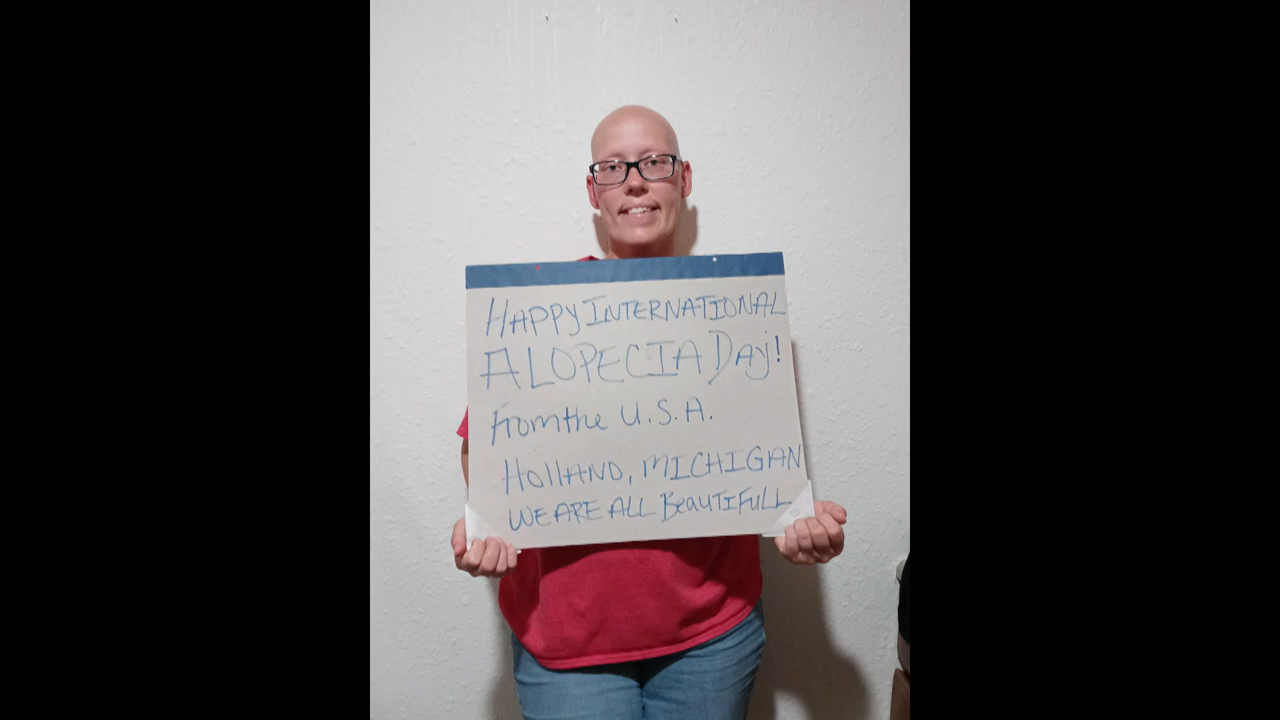 HAPPY INTERNATIONAL
ALOPECIA DAY!
from the U.S.A.
HOLLAND, MICHIGAN
WE ARE ALL BeautIFULL